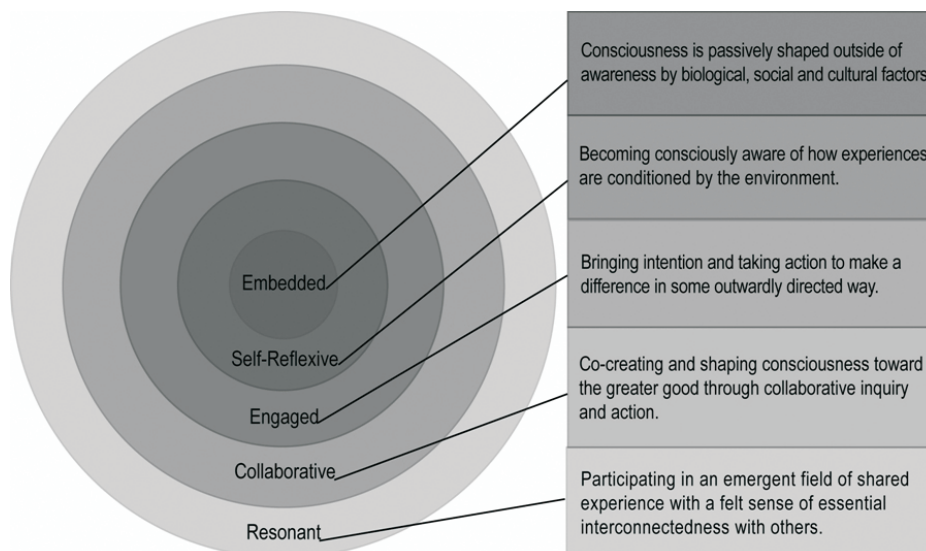 Consciousness is passively shaped outside of
awareness by biological, social and cultural factors
Becoming consciously aware of how experiences
are conditioned by the environment.
Bringing intention and taking action to make a
difference in some outwardly directed way.
Co-creating and shaping consciousness toward
the greater good through collaborative inquiry
and action.
Participating in an emergent field of shared
experience with a felt sense of essential
interconnectedness with others.
Embedded
Self-Reflexive
Engaged
Collaborative
Resonant